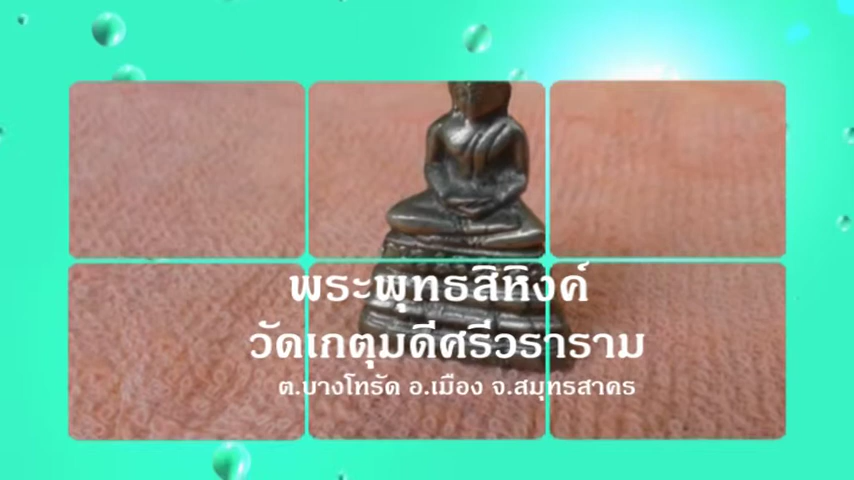 พระพุทธสิหิงค์
วัดเกตุมดีศรีวราราม
ต.บางโทรัด อ.เมือง จ.สมุทรสาคร